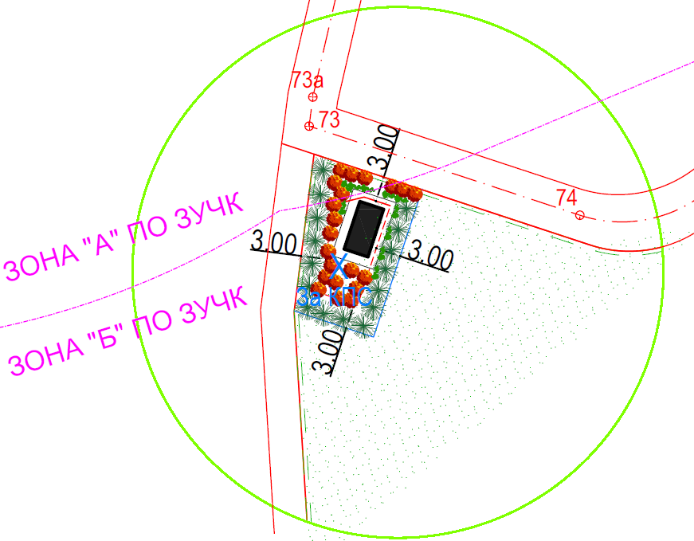 73а
73
3.00
74
ЗОНА "А" ПО ЗУЧК
3.00
3.00
За КПС
ЗОНА "Б" ПО ЗУЧК
3.00